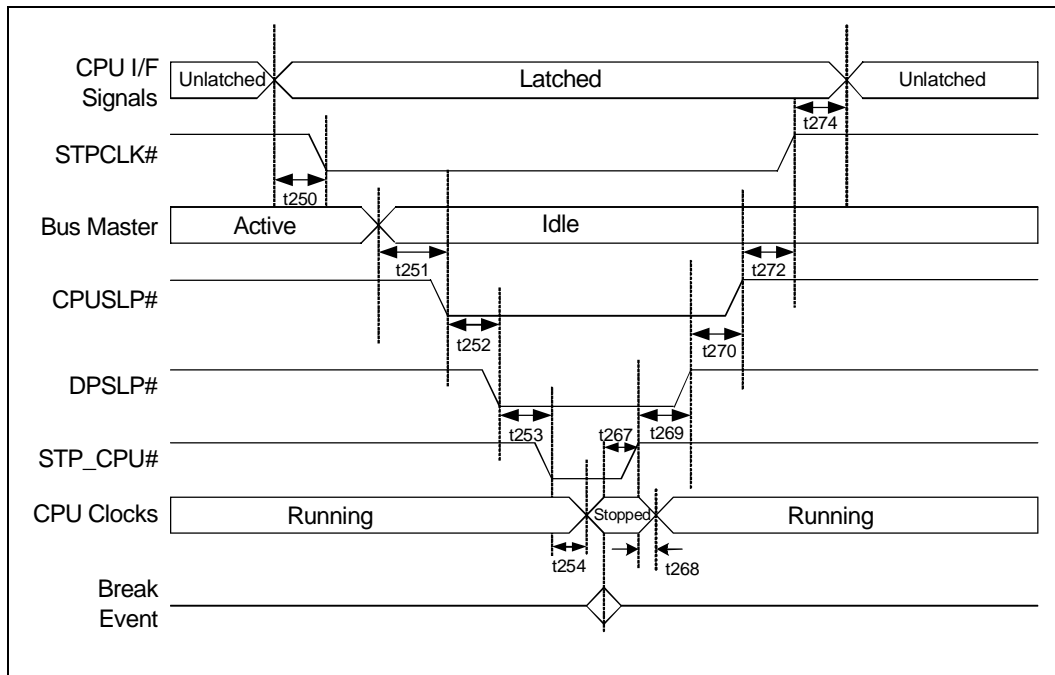 CPU I/F
Signals
Unlatched
Latched
Unlatched
t274
STPCLK#
t250
Bus Master
Active
Idle
t251
t272
CPUSLP#
t252
t270
DPSLP#
t253
t267
t269
STP_CPU#
CPU Clocks
Running
Stopped
Running
t254
t268
Break
Event